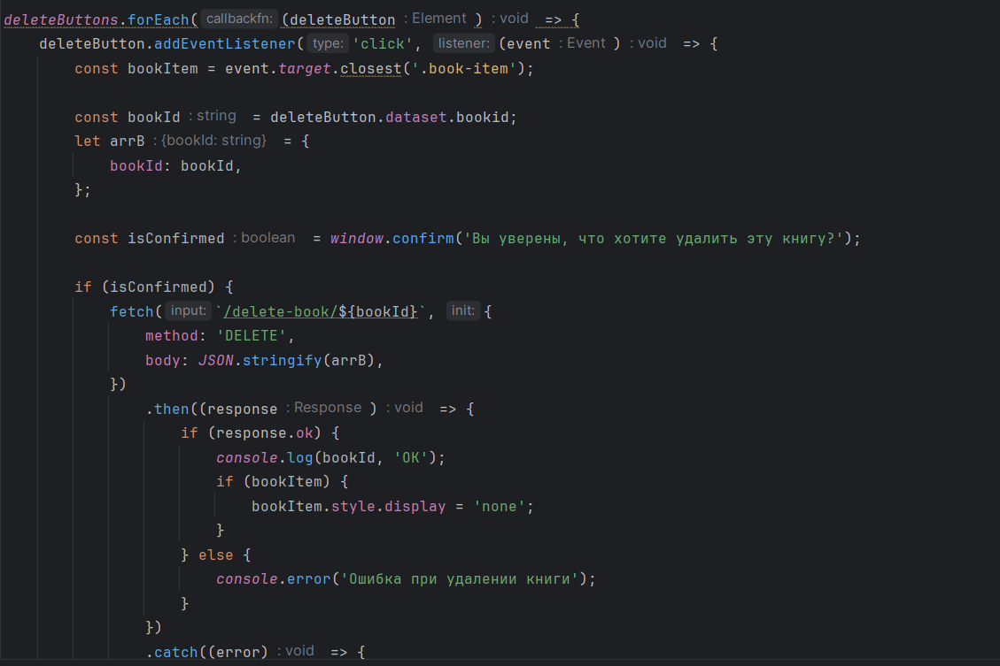 deleteButtons.forEach( callbackfn: (deleteButton : Element ) : void => {
    deleteButton.addEventListener( type: 'click', listener: (event : Event ) : void => {
        const bookItem = event.target.closest('.book-item');
        const bookId : string = deleteButton.dataset.bookid;
        let arrB : {bookId: string} = {
            bookId: bookId,
        };
        const isConfirmed : boolean = window.confirm('Вы уверены, что хотите удалить эту книгу?');
        if (isConfirmed) {
            fetch( input: `/delete-book/${bookId}`, init: {
                method: 'DELETE',
                body: JSON.stringify(arrB),
            })
                .then((response : Response ) : void => {
                    if (response.ok) {
                        console.log(bookId, 'OK');
                        if (bookItem) {
                            bookItem.style.display = 'none';
                        }
                    } else {
                        console.error('Ошибка при удалении книги');
                    }
                })
                .catch((error) : void => {